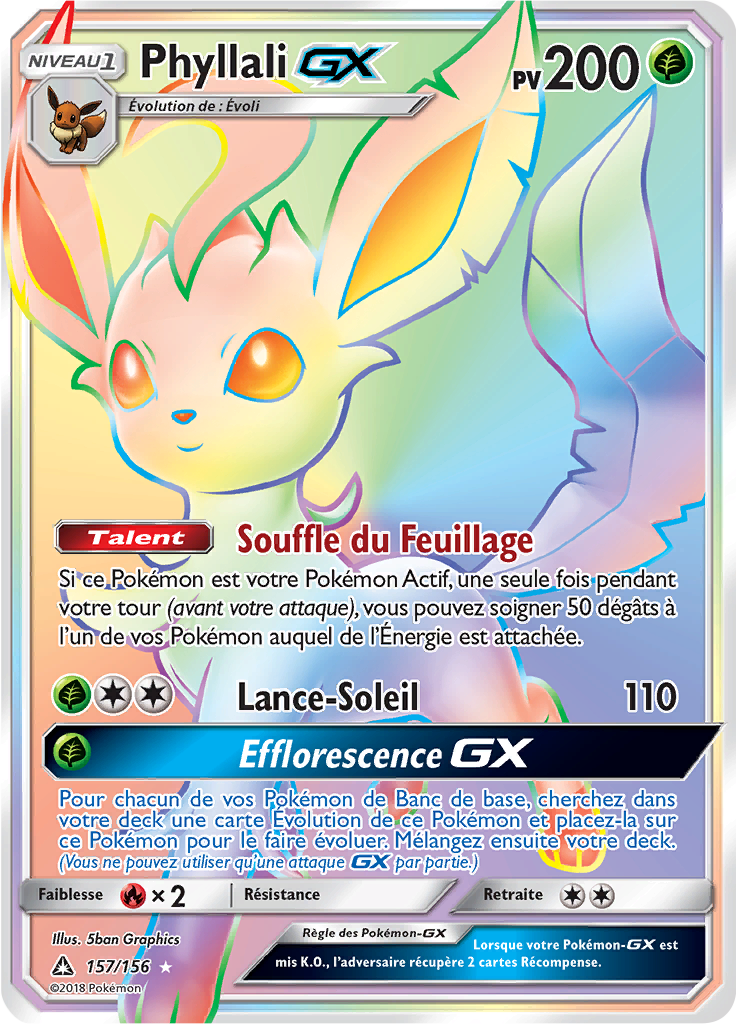 NIVEAU1 Phyllali GX PV200
Évolution de : Évoli
Talent Souffle du Feuillage
Si ce Pokémon est votre Pokémon Actif, une seule fois pendant
votre tour (avant votre attaque), vous pouvez soigner 50 dégâts à
l'un de vos Pokémon auquel de l'Énergie est attachée.
Lance-Soleil 110
Efflorescence GX
Pour chacun de vos Pokémon de Banc de base, cherchez dans
votre deck une carte Évolution de ce Pokémon et placez-la sur
ce Pokémon pour le faire évoluer. Mélangez ensuite votre deck.
(Vous ne pouvez utiliser qu'une attaque GX par partie.)
Faiblesse ×2 Résistance Retraite
Illus. 5ban Graphics
157/156
©2018 Pokémon
Règle des Pokémon-GX
Lorsque votre Pokémon-GX est
mis K.O., l'adversaire récupère 2 cartes Récompense.